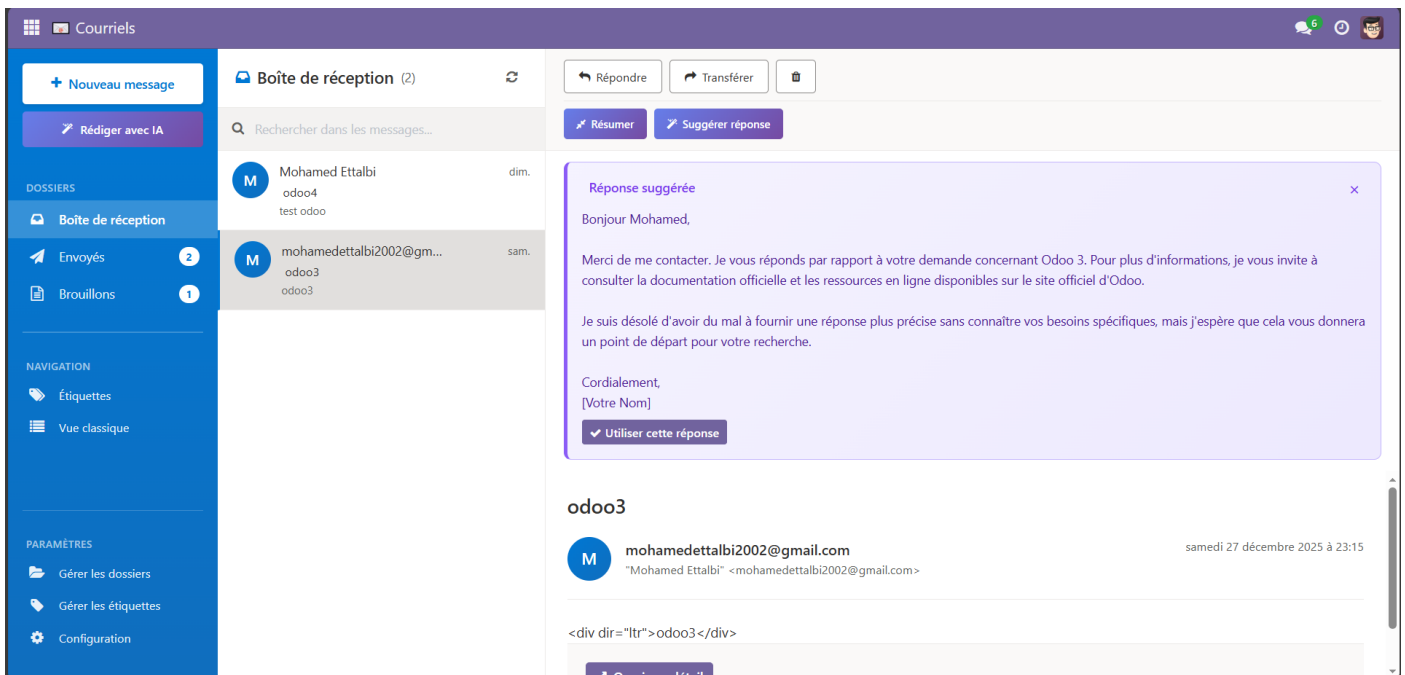 Courriels
6
Nouveau message
Rédiger avec IA
DOSSIERS
Boîte de réception
Envoyés 2
Brouillons 1
NAVIGATION
Étiquettes
Vue classique
PARAMÈTRES
Gérer les dossiers
Gérer les étiquettes
Configuration
Boîte de réception (2)
Rechercher dans les messages...
M
Mohamed Ettalbi dim.
odoo4
test odoo
M
mohamedettalbi2002@gm... sam.
odoo3
odoo3
Répondre Transférer
Résumer Suggérer réponse
Réponse suggérée ×
Bonjour Mohamed,
Merci de me contacter. Je vous réponds par rapport à votre demande concernant Odoo 3. Pour plus d'informations, je vous invite à
consulter la documentation officielle et les ressources en ligne disponibles sur le site officiel d'Odoo.
Je suis désolé d'avoir du mal à fournir une réponse plus précise sans connaître vos besoins spécifiques, mais j'espère que cela vous donnera
un point de départ pour votre recherche.
Cordialement,
[Votre Nom]
Utiliser cette réponse
odoo3
M
mohamedettalbi2002@gmail.com samedi 27 décembre 2025 à 23:15
"Mohamed Ettalbi" <mohamedettalbi2002@gmail.com>
<div dir="ltr">odoo3</div>